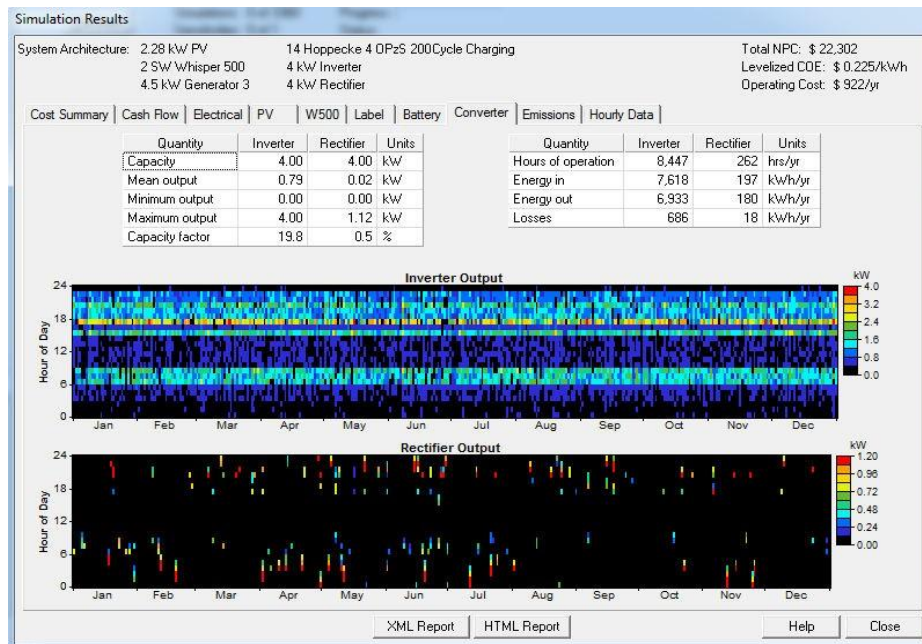 Simulation Results
System Architecture: 2.28 kW PV 14 Hoppecke 4 OPzS 200Cycle Charging Total NPC: $ 22,302
2 SW Whisper 500 4 kW Inverter Levelized COE: $ 0.225/kWh
4.5 kW Generator 3 4 kW Rectifier Operating Cost: $ 922/yr
Cost Summary Cash Flow Electrical PV W500 Label Battery Converter Emissions Hourly Data
Quantity Inverter Rectifier Units
Capacity 4.00 4.00 kW
Mean output 0.79 0.02 kW
Minimum output 0.00 0.00 kW
Maximum output 4.00 1.12 kW
Capacity factor 19.8 0.5 %
Quantity Inverter Rectifier Units
Hours of operation 8,447 262 hrs/yr
Energy in 7,618 197 kWh/yr
Energy out 6,933 180 kWh/yr
Losses 686 18 kWh/yr
Inverter Output
Hour of Day
24
18
12
6
0
Jan Feb Mar Apr May Jun Jul Aug Sep Oct Nov Dec
kW
4.0
3.2
2.4
1.6
0.8
0.0
Rectifier Output
Hour of Day
24
18
12
6
0
Jan Feb Mar Apr May Jun Jul Aug Sep Oct Nov Dec
kW
1.20
0.96
0.72
0.48
0.24
0.00
XML Report HTML Report Help Close